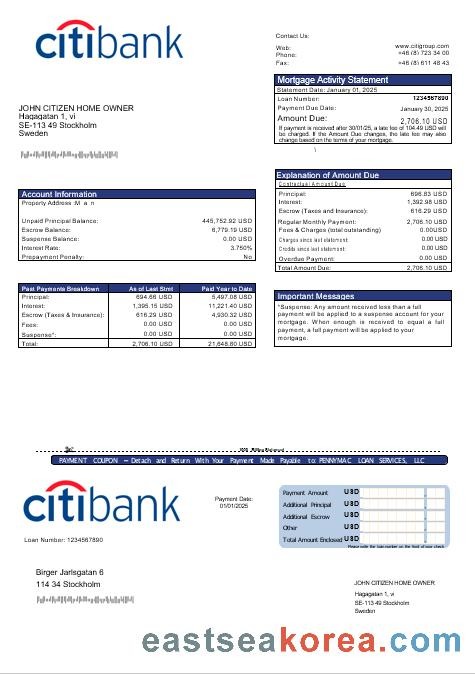 citibank
Contact Us:
Web: www.citigroup.com
Phone: +46 (8) 723 34 00
Fax: +46 (8) 611 48 43
Mortgage Activity Statement
Statement Date: January 01, 2025
Loan Number: 1234567890
Payment Due Date: January 30, 2025
Amount Due: 2,706.10 USD
If payment is received after 30/01/25, a late fee of 104.49 USD will
be charged. If the Amount Due changes, the late fee may also
change based on the terms of your mortgage.
JOHN CITIZEN HOME OWNER
Hagagatan 1, vi
SE-113 49 Stockholm
Sweden
Explanation of Amount Due
Contractual Amount Due
Principal: 696.83 USD
Interest: 1,392.98 USD
Escrow (Taxes and Insurance): 616.29 USD
Regular Monthly Payment: 2,706.10 USD
Fees & Charges (total outstanding) 0.00USD
Charges since last statement: 0.00 USD
Credits since last statement: 0.00 USD
Overdue Payment: 0.00 USD
Total Amount Due: 2,706.10 USD
Account Information
Property Address :M a n
Unpaid Principal Balance: 445,752.92 USD
Escrow Balance: 6,779.19 USD
Suspense Balance: 0.00 USD
Interest Rate: 3.750%
Prepayment Penalty: No
Past Payments Breakdown As of Last Stmt Paid Year to Date
Principal: 694.66 USD 5,497.08 USD
Interest: 1,395.15 USD 11,221.40 USD
Escrow (Taxes & Insurance): 616.29 USD 4,930.32 USD
Fees: 0.00 USD 0.00 USD
Suspense*: 0.00 USD 0.00 USD
Total: 2,706.10 USD 21,648.80 USD
Important Messages
*Suspense: Any amount received less than a full
payment will be applied to a suspense account for your
mortgage. When enough is received to equal a full
payment, a full payment will be applied to your
mortgage.
PAYMENT COUPON – Detach and Return With Your Payment Made Payable to: PENNYMAC LOAN SERVICES, LLC
citibank
Payment Date:
01/01/2025
Payment Amount USD
Additional Principal USD
Additional Escrow USD
Other USD
Total Amount Enclosed USD
Please write the loan number on the front of your check.
Loan Number: 1234567890
Birger Jarlsgatan 6
114 34 Stockholm
JOHN CITIZEN HOME OWNER
Hagagatan 1, vi
SE-113 49 Stockholm
Sweden
eastseakorea.com